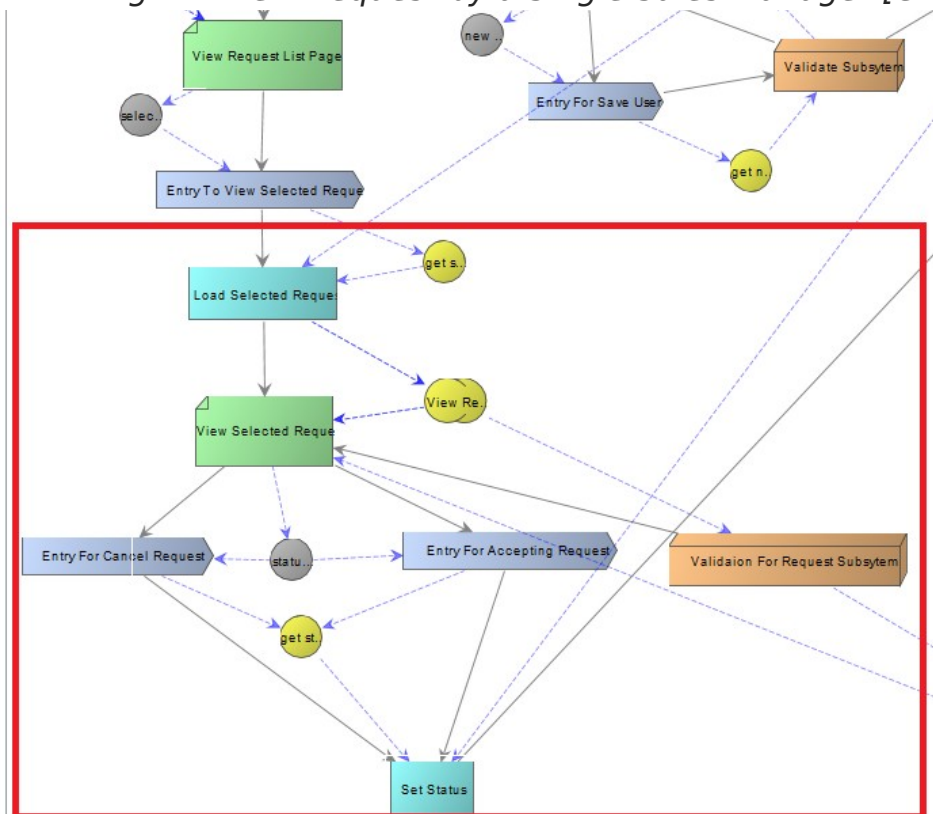 View Request List Page
new ..
Validate Subsytem
Entry For Save User
selec..
get n..
Entry To View Selected Reque
get s..
Load Selected Reques
View Re..
View Selected Reque
Entry For Cancel Request
statu...
Entry For Accepting Request
Validaion For Request Subsytem
get st..
Set Status